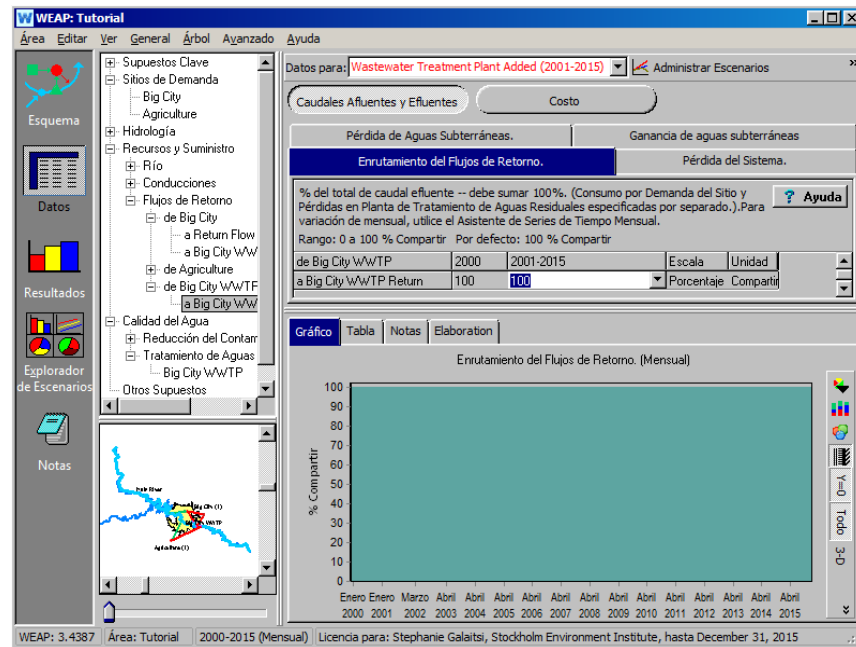 WEAP: Tutorial
Área Editar Ver General Árbol Avanzado Ayuda
Esquema
Datos
Resultados
Explorador
de Escenarios
Notas
Supuestos Clave
Sitios de Demanda
Big City
Agriculture
Hidrología
Recursos y Suministro
Río
Conducciones
Flujos de Retorno
de Big City
a Return Flow
a Big City WW
de Agriculture
de Big City WWTF
a Big City WW
Calidad del Agua
Reducción del Contam
Tratamiento de Aguas
Big City WWTP
Otros Supuestos
Big City (1)
Big City WWTP
Agriculture (1)
Datos para: Wastewater Treatment Plant Added (2001-2015) Administrar Escenarios »
Caudales Afluentes y Efluentes Costo
Pérdida de Aguas Subterráneas. Ganancia de aguas subterráneas
Enrutamiento del Flujos de Retorno. Pérdida del Sistema.
% del total de caudal efluente -- debe sumar 100%. (Consumo por Demanda del Sitio y
Pérdidas en Planta de Tratamiento de Aguas Residuales especificadas por separado.).Para
variación de mensual, utilice el Asistente de Series de Tiempo Mensual.
? Ayuda
Rango: 0 a 100 % Compartir Por defecto: 100 % Compartir
de Big City WWTP 2000 2001-2015 Escala Unidad
a Big City WWTP Return 100 100 Porcentaje Compartir
Gráfico Tabla Notas Elaboration
Enrutamiento del Flujos de Retorno. (Mensual)
% Compartir
100
90
80
70
60
50
40
30
20
10
0
Enero Enero Marzo Abril Abril Abril Abril Abril Abril Abril Abril Abril Abril Abril Abril Abril
2000 2001 2002 2003 2004 2005 2006 2007 2008 2009 2010 2011 2012 2013 2014 2015
Y=0
Todo
3-D
WEAP: 3.4387 Área: Tutorial 2000-2015 (Mensual) Licencia para: Stephanie Galaitsi, Stockholm Environment Institute, hasta December 31, 2015